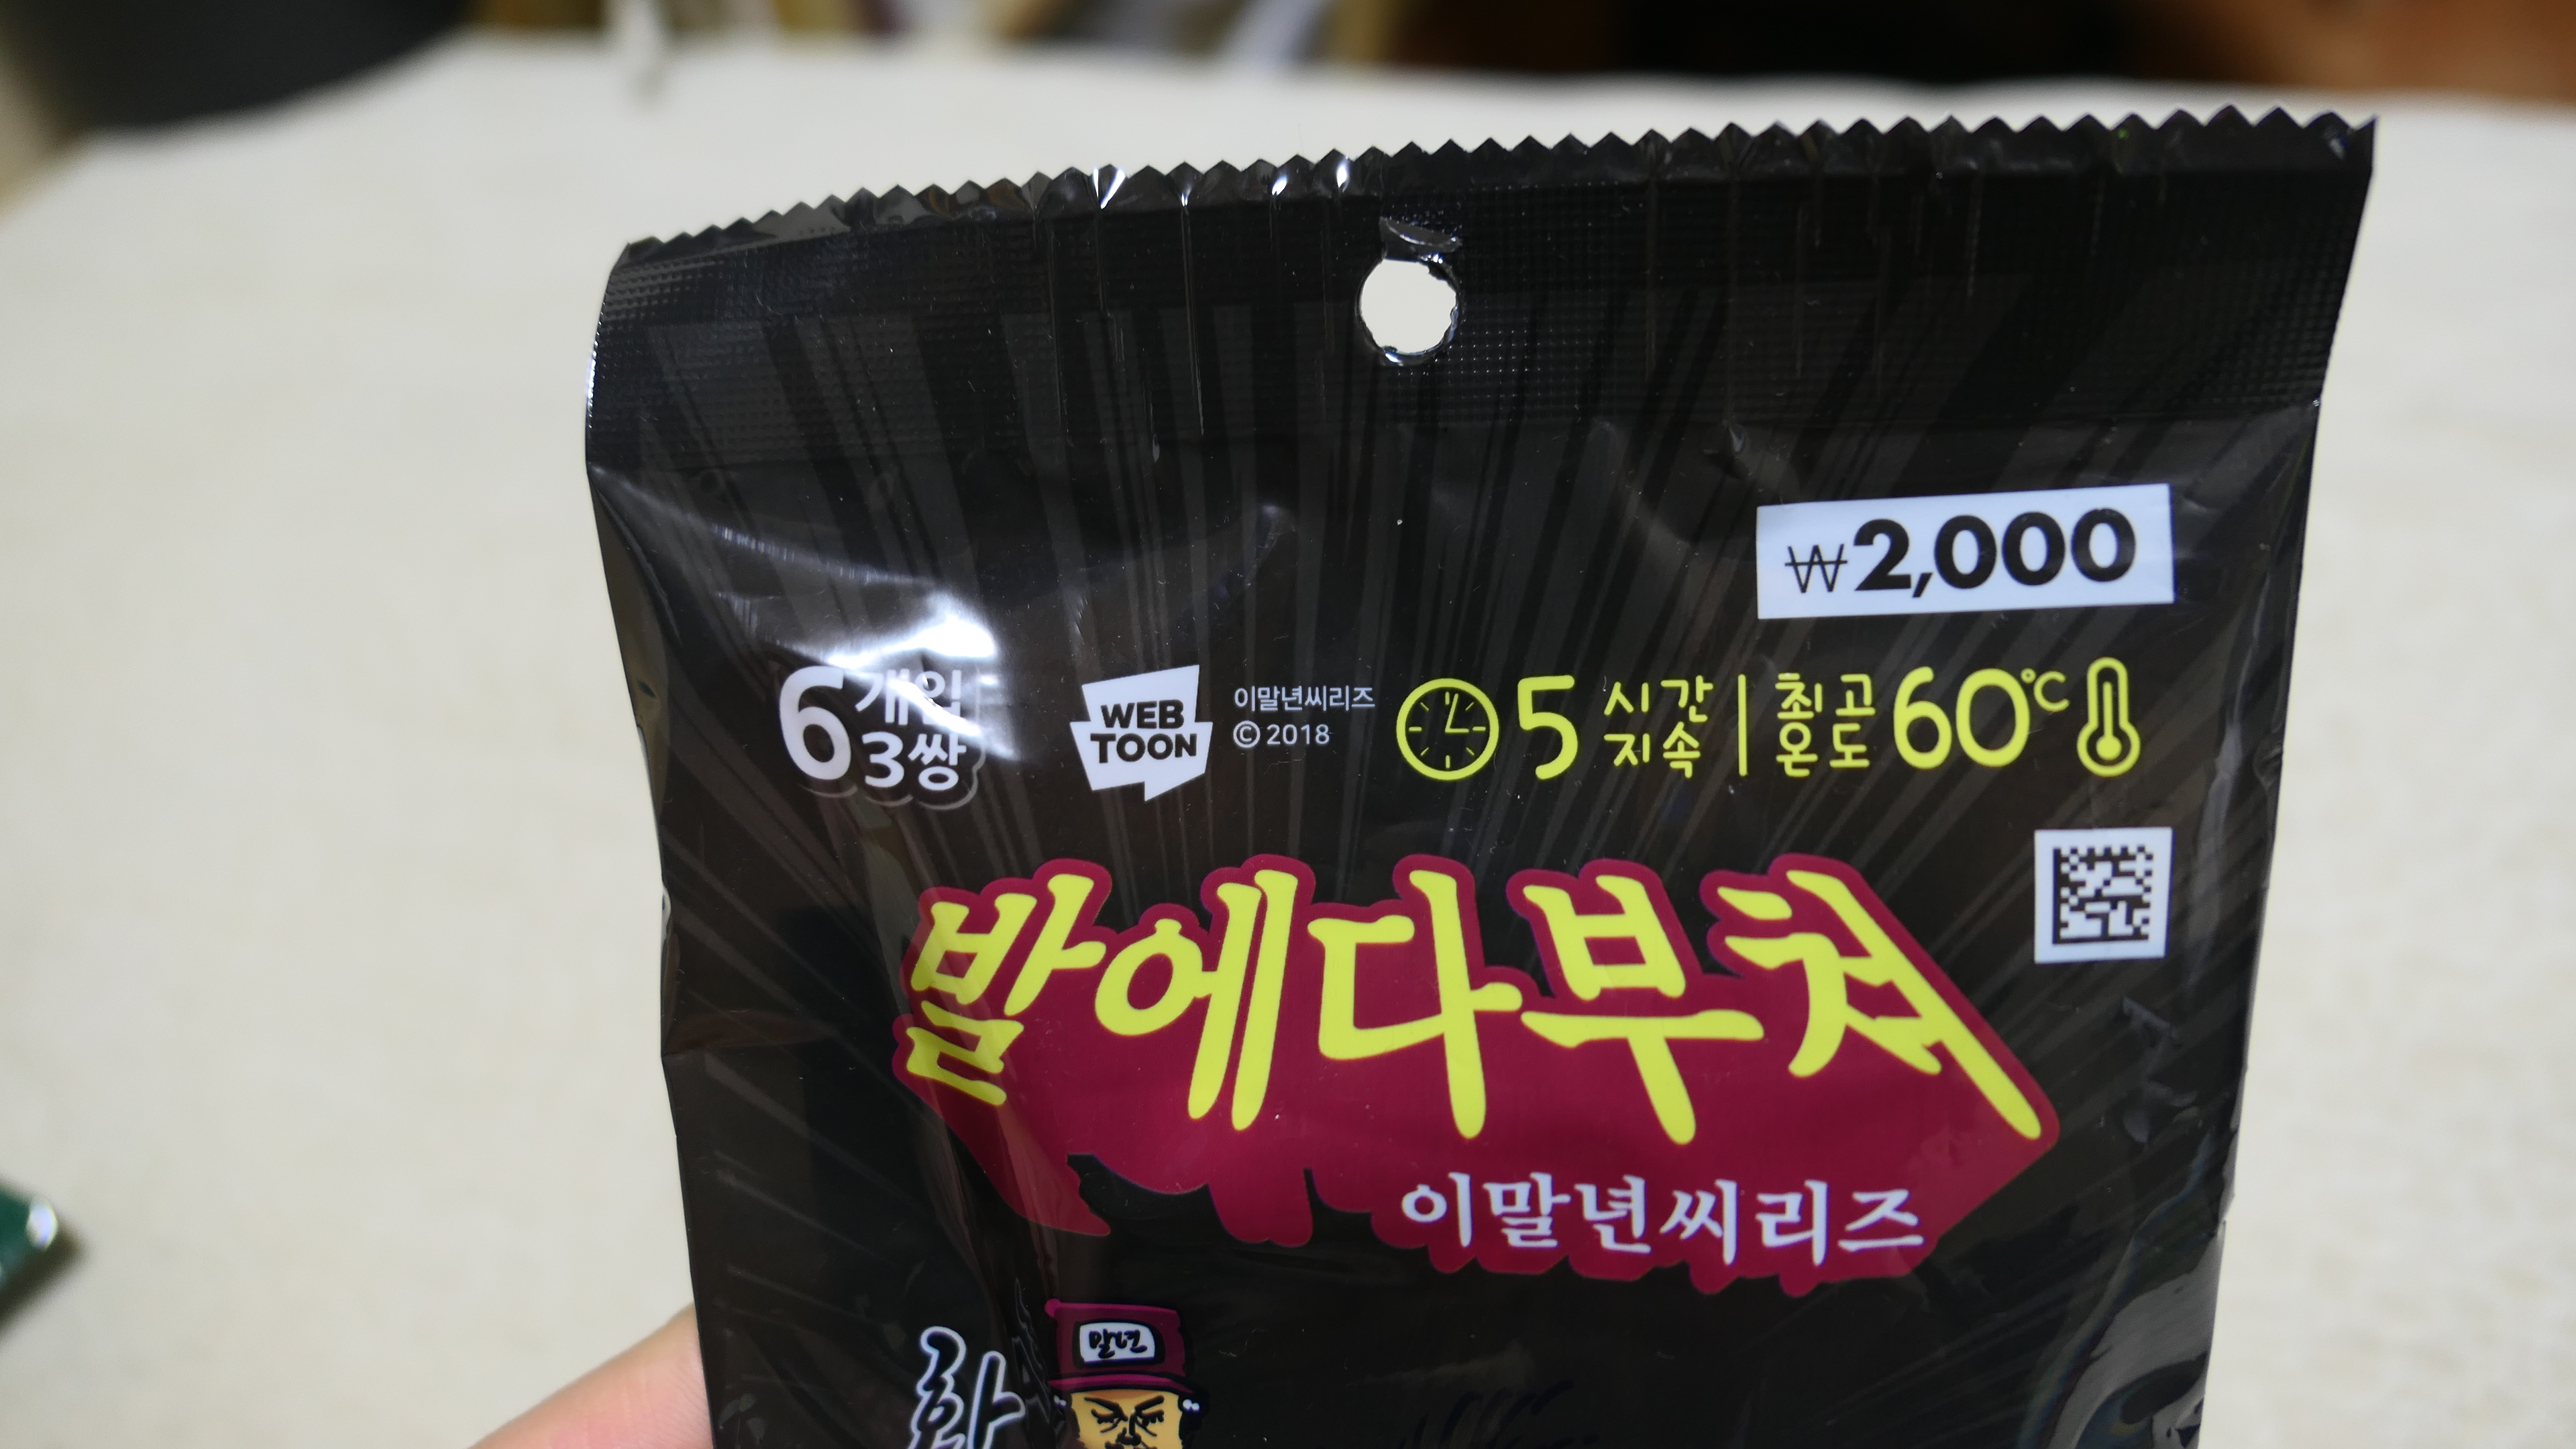 ₩2,000
6개입
3쌍
WEB
TOON
이말년씨리즈
© 2018
5시간
지속
최고
온도
60℃
발에다부쳐
이말년씨리즈
말년